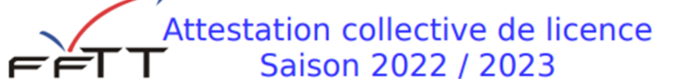 Attestation collective de licence
FFTT
Saison 2022 / 2023